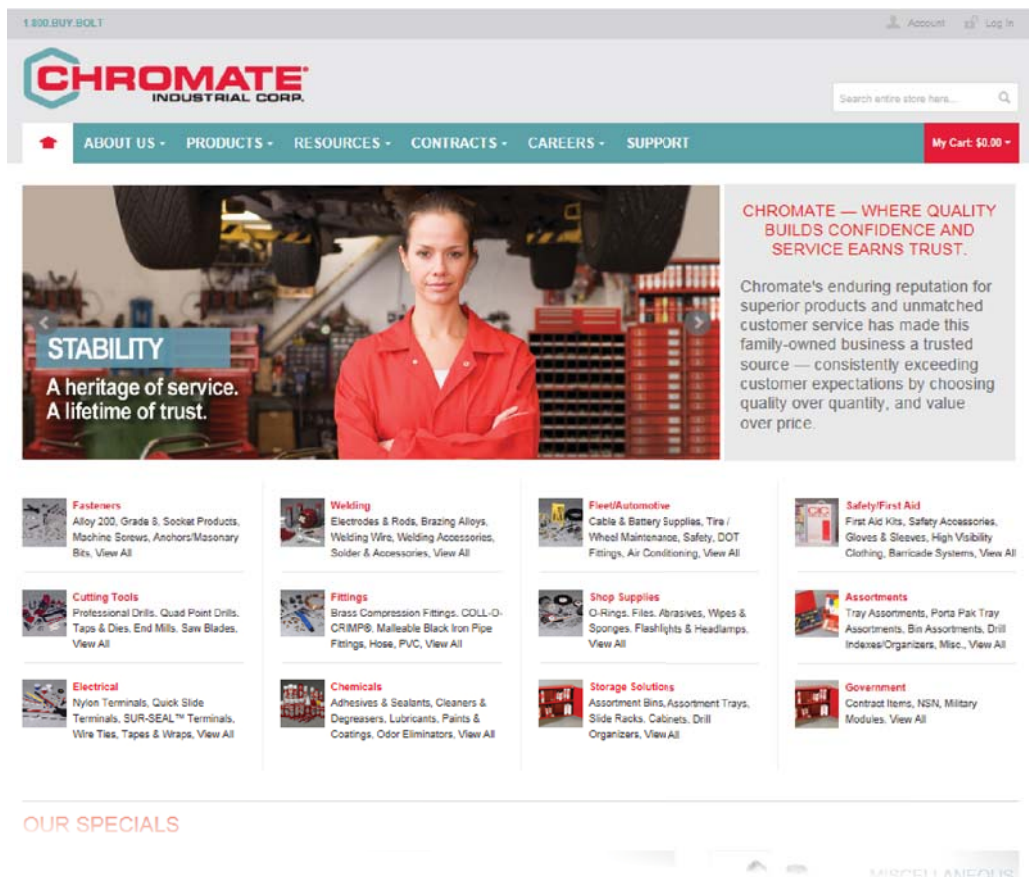 1.800.BUY.BOLT
Account
Log In
CHROMATE®
INDUSTRIAL CORP.
Search entire store here...
ABOUT US
PRODUCTS
RESOURCES
CONTRACTS
CAREERS
SUPPORT
My Cart: $0.00
STABILITY
A heritage of service.
A lifetime of trust.
CHROMATE — WHERE QUALITY
BUILDS CONFIDENCE AND
SERVICE EARNS TRUST.
Chromate's enduring reputation for
superior products and unmatched
customer service has made this
family-owned business a trusted
source — consistently exceeding
customer expectations by choosing
quality over quantity, and value
over price.
Fasteners
Alloy 200, Grade 8, Socket Products,
Machine Screws, Anchors/Masonary
Bits, View All
Welding
Electrodes & Rods, Brazing Alloys,
Welding Wire, Welding Accessories,
Solder & Accessories, View All
Fleet/Automotive
Cable & Battery Supplies, Tire /
Wheel Maintenance, Safety, DOT
Fittings, Air Conditioning, View All
Safety/First Aid
First Aid Kits, Safety Accessories,
Gloves & Sleeves, High Visibility
Clothing, Barricade Systems, View All
Cutting Tools
Professional Drills, Quad Point Drills,
Taps & Dies, End Mills, Saw Blades,
View All
Fittings
Brass Compression Fittings, COLL-O-
CRIMP®, Malleable Black Iron Pipe
Fittings, Hose, PVC, View All
Shop Supplies
O-Rings, Files, Abrasives, Wipes &
Sponges, Flashlights & Headlamps,
View All
Assortments
Tray Assortments, Porta Pak Tray
Assortments, Bin Assortments, Drill
Indexes/Organizers, Misc., View All
Electrical
Nylon Terminals, Quick Slide
Terminals, SUR-SEAL™ Terminals,
Wire Ties, Tapes & Wraps, View All
Chemicals
Adhesives & Sealants, Cleaners &
Degreasers, Lubricants, Paints &
Coatings, Odor Eliminators, View All
Storage Solutions
Assortment Bins, Assortment Trays,
Slide Racks, Cabinets, Drill
Organizers, View All
Government
Contract Items, NSN, Military
Modules, View All
OUR SPECIALS
MISCELLANEOUS